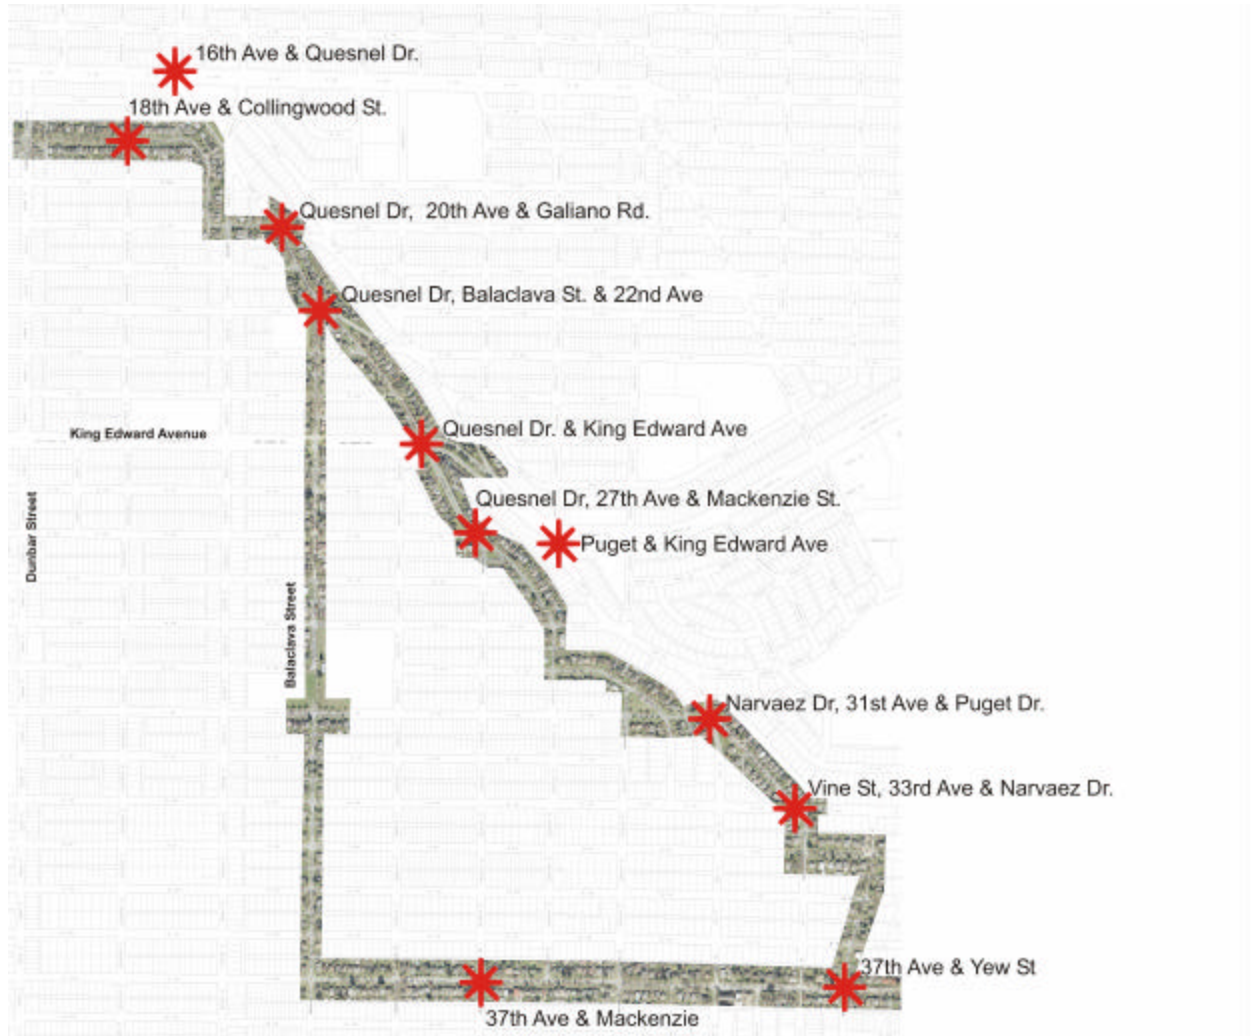 16th Ave & Quesnel Dr.
18th Ave & Collingwood St.
Quesnel Dr, 20th Ave & Galiano Rd.
Quesnel Dr, Balaclava St. & 22nd Ave
Quesnel Dr. & King Edward Ave
King Edward Avenue
Quesnel Dr, 27th Ave & Mackenzie St.
Puget & King Edward Ave
Dunbar Street
Balaclava Street
Narvaez Dr, 31st Ave & Puget Dr.
Vine St, 33rd Ave & Narvaez Dr.
37th Ave & Yew St
37th Ave & Mackenzie